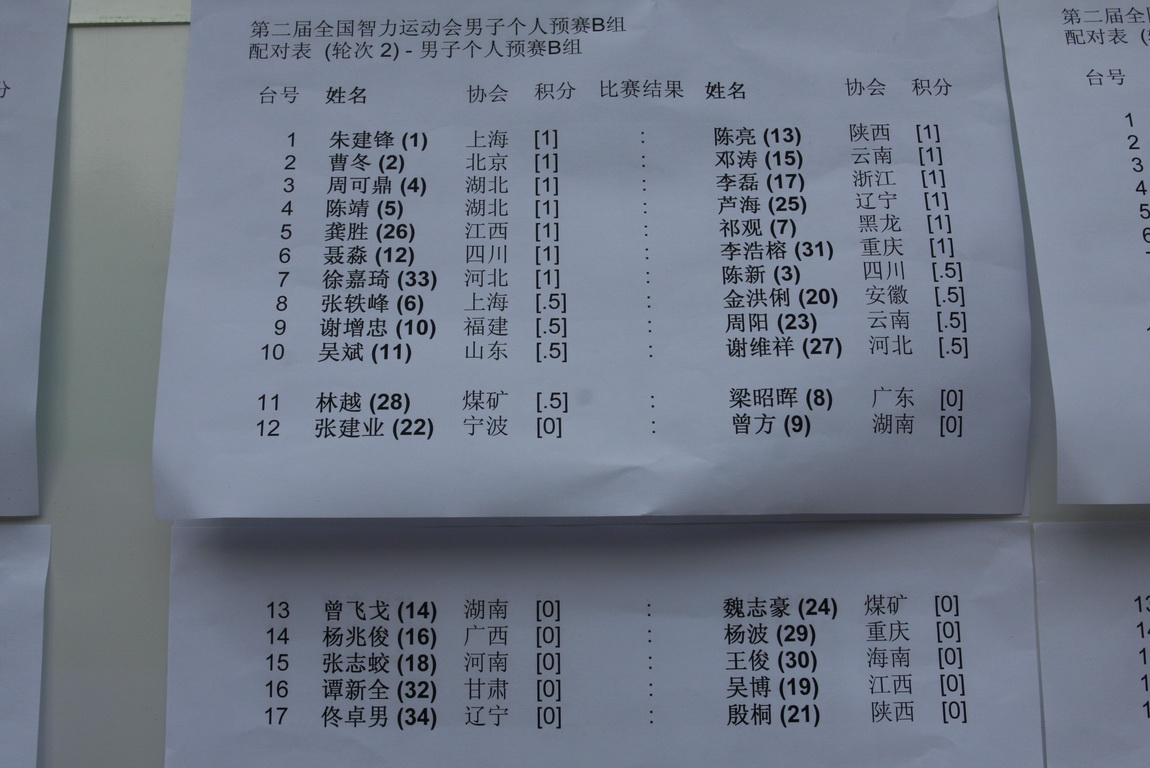 第二届全国智力运动会男子个人预赛B组
配对表 (轮次 2) - 男子个人预赛B组
台号 姓名 协会 积分 比赛结果 姓名 协会 积分
1 朱建锋 (1) 上海 [1] : 陈亮 (13) 陕西 [1]
2 曹冬 (2) 北京 [1] : 邓涛 (15) 云南 [1]
3 周可鼎 (4) 湖北 [1] : 李磊 (17) 浙江 [1]
4 陈靖 (5) 湖北 [1] : 芦海 (25) 辽宁 [1]
5 龚胜 (26) 江西 [1] : 祁观 (7) 黑龙 [1]
6 聂淼 (12) 四川 [1] : 李浩榕 (31) 重庆 [1]
7 徐嘉琦 (33) 河北 [1] : 陈新 (3) 四川 [.5]
8 张轶峰 (6) 上海 [.5] : 金洪俐 (20) 安徽 [.5]
9 谢增忠 (10) 福建 [.5] : 周阳 (23) 云南 [.5]
10 吴斌 (11) 山东 [.5] : 谢维祥 (27) 河北 [.5]
11 林越 (28) 煤矿 [.5] : 梁昭晖 (8) 广东 [0]
12 张建业 (22) 宁波 [0] : 曾方 (9) 湖南 [0]
13 曾飞戈 (14) 湖南 [0] : 魏志豪 (24) 煤矿 [0]
14 杨兆俊 (16) 广西 [0] : 杨波 (29) 重庆 [0]
15 张志蛟 (18) 河南 [0] : 王俊 (30) 海南 [0]
16 谭新全 (32) 甘肃 [0] : 吴博 (19) 江西 [0]
17 佟卓男 (34) 辽宁 [0] : 殷桐 (21) 陕西 [0]
第二届全
配对表
台号
1
2
3
4
5
6
13